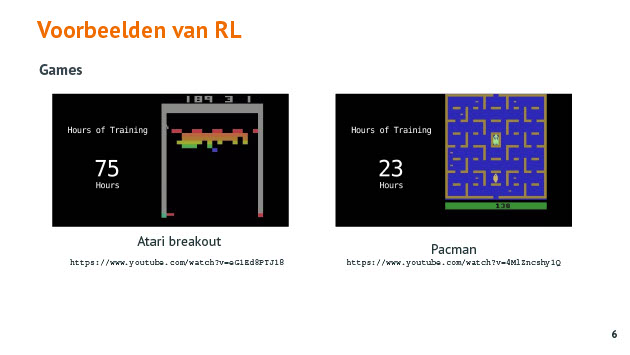 Voorbeelden van RL
Games
189 3 1
Hours of Training
75
Hours
Hours of Training
23
Hours
138
Atari breakout
https://www.youtube.com/watch?v=eG1Ed8PTJ18
Pacman
https://www.youtube.com/watch?v=4MlZncshy1Q
6